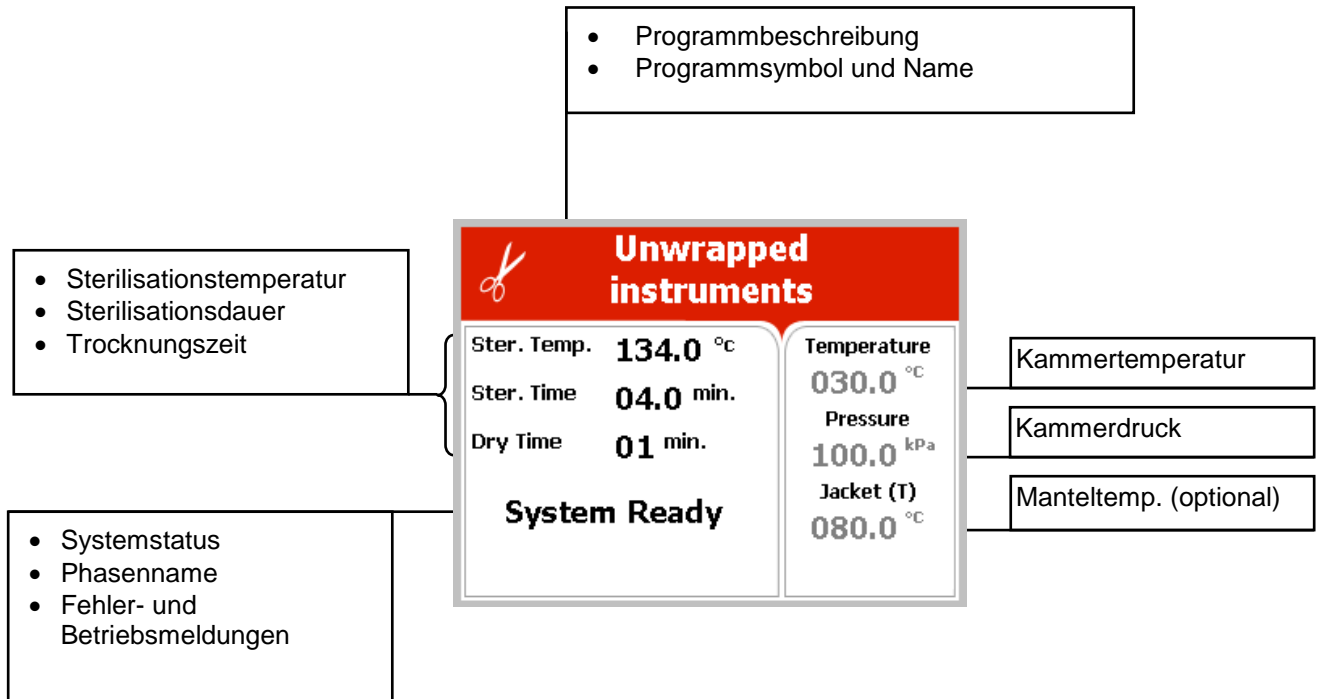 • Programmbeschreibung
• Programmsymbol und Name
• Sterilisationstemperatur
• Sterilisationsdauer
• Trocknungszeit
Unwrapped
instruments
Ster. Temp. 134.0 °C
Ster. Time 04.0 min.
Dry Time 01 min.
System Ready
Temperature
030.0 °C
Pressure
100.0 kPa
Jacket (T)
080.0 °C
Kammertemperatur
Kammerdruck
Manteltemp. (optional)
• Systemstatus
• Phasenname
• Fehler- und
Betriebsmeldungen